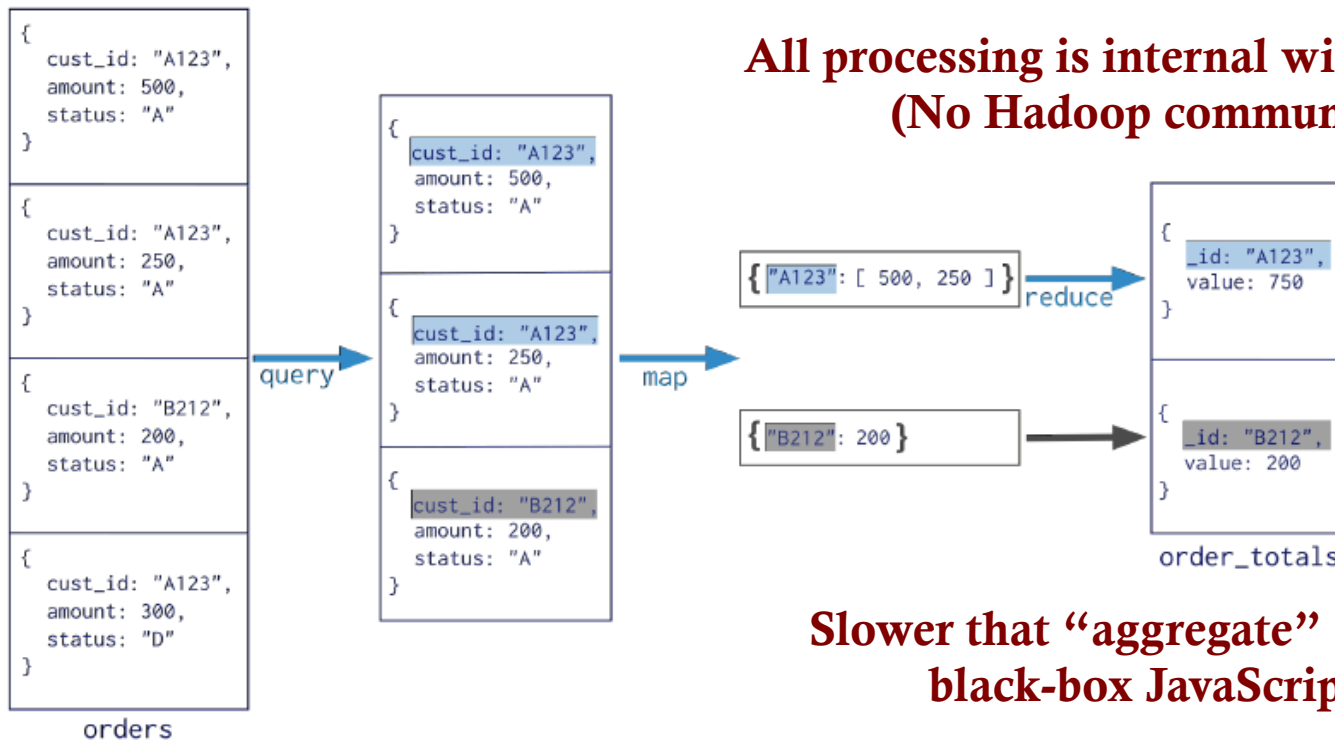 {
cust_id: "A123",
amount: 500,
status: "A"
}
{
cust_id: "A123",
amount: 250,
status: "A"
}
{
cust_id: "B212",
amount: 200,
status: "A"
}
{
cust_id: "A123",
amount: 300,
status: "D"
}
orders
query
{
cust_id: "A123",
amount: 500,
status: "A"
}
{
cust_id: "A123",
amount: 250,
status: "A"
}
{
cust_id: "B212",
amount: 200,
status: "A"
}
map
All processing is internal
(No Hadoop
{ "A123": [ 500, 250 ] }
reduce
{ "B212": 200 }
{
_id: "A123",
value: 750
}
{
_id: "B212",
value: 200
}
order_totals
Slower that “aggregate”
black-box